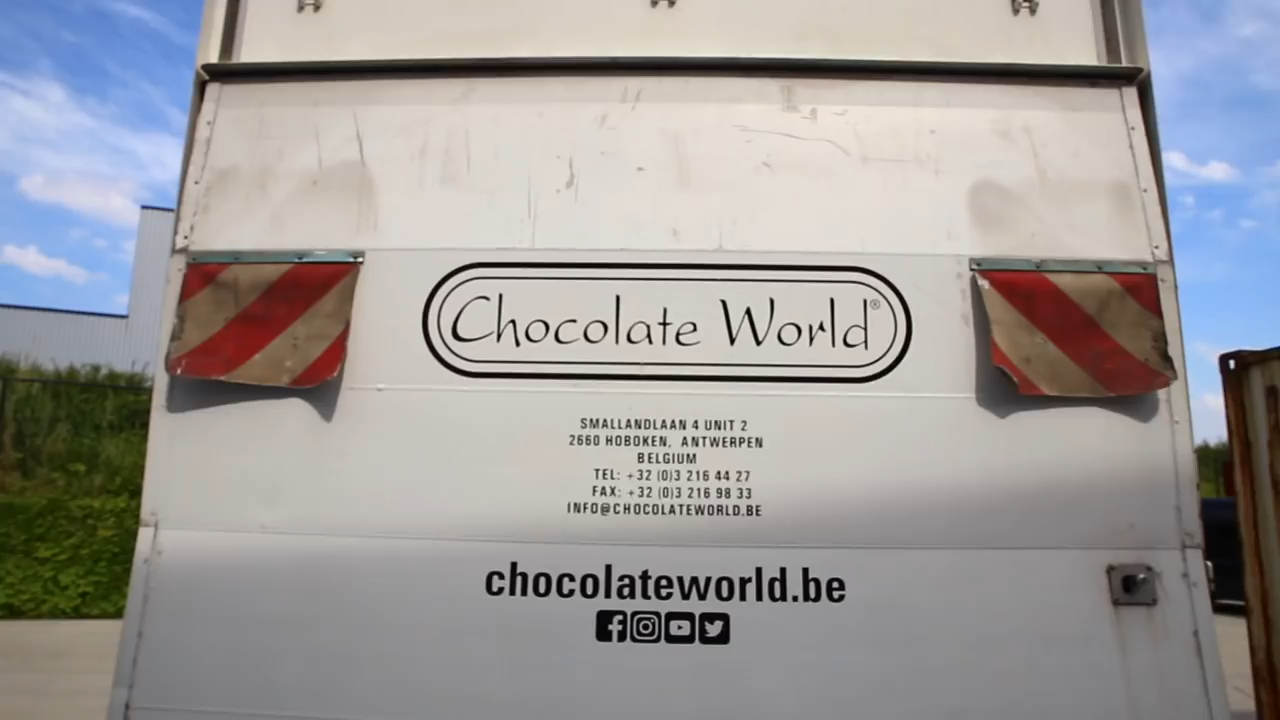 Chocolate World®
SMALLANDLAAN 4 UNIT 2
2660 HOBOKEN, ANTWERPEN
BELGIUM
TEL: +32 (0)3 216 44 27
FAX: +32 (0)3 216 98 33
INFO@CHOCOLATEWORLD.BE
chocolateworld.be